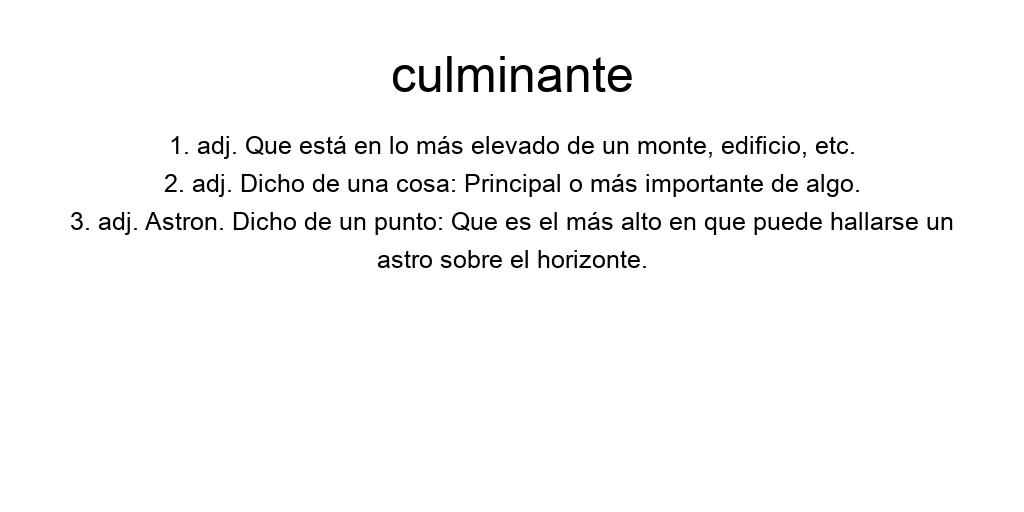 culminante
1. adj. Que está en lo más elevado de un monte, edificio, etc.
2. adj. Dicho de una cosa: Principal o más importante de algo.
3. adj. Astron. Dicho de un punto: Que es el más alto en que puede hallarse un
astro sobre el horizonte.